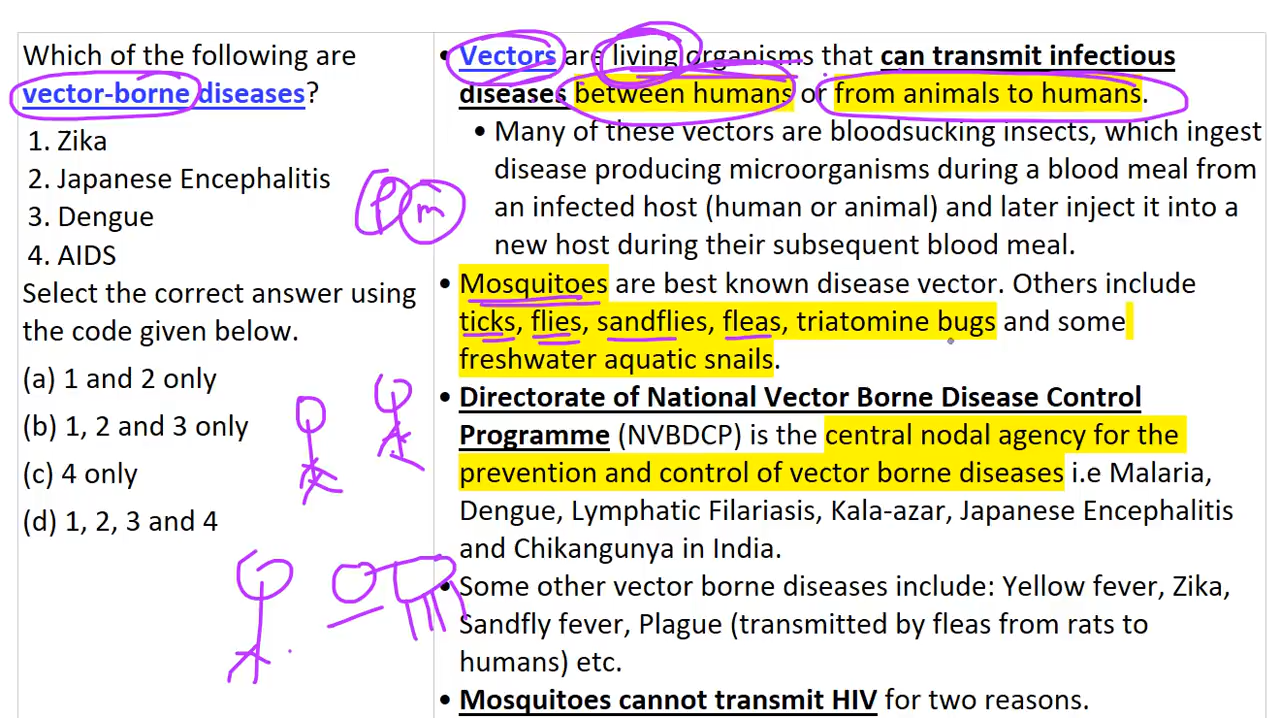 Which of the following are
vector-borne diseases?
1. Zika
2. Japanese Encephalitis
3. Dengue
4. AIDS
Select the correct answer using
the code given below.
(a) 1 and 2 only
(b) 1, 2 and 3 only
(c) 4 only
(d) 1, 2, 3 and 4
• Vectors are living organisms that can transmit infectious
diseases between humans or from animals to humans.
• Many of these vectors are bloodsucking insects, which ingest
disease producing microorganisms during a blood meal from
an infected host (human or animal) and later inject it into a
new host during their subsequent blood meal.
• Mosquitoes are best known disease vector. Others include
ticks, flies, sandflies, fleas, triatomine bugs and some
freshwater aquatic snails.
• Directorate of National Vector Borne Disease Control
Programme (NVBDCP) is the central nodal agency for the
prevention and control of vector borne diseases i.e Malaria,
Dengue, Lymphatic Filariasis, Kala-azar, Japanese Encephalitis
and Chikangunya in India.
• Some other vector borne diseases include: Yellow fever, Zika,
Sandfly fever, Plague (transmitted by fleas from rats to
humans) etc.
• Mosquitoes cannot transmit HIV for two reasons.